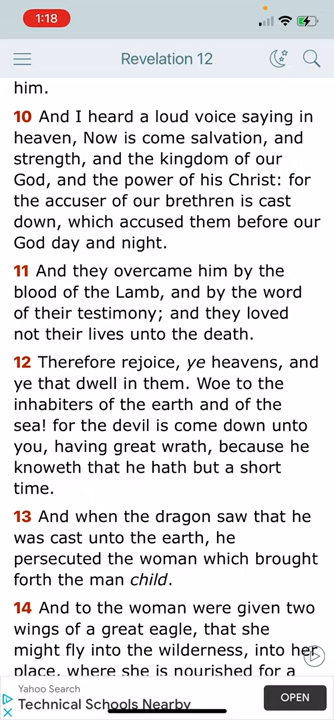 1:18
Revelation 12
him.
10 And I heard a loud voice saying in
heaven, Now is come salvation, and
strength, and the kingdom of our
God, and the power of his Christ: for
the accuser of our brethren is cast
down, which accused them before our
God day and night.
11 And they overcame him by the
blood of the Lamb, and by the word
of their testimony; and they loved
not their lives unto the death.
12 Therefore rejoice, ye heavens, and
ye that dwell in them. Woe to the
inhabiters of the earth and of the
sea! for the devil is come down unto
you, having great wrath, because he
knoweth that he hath but a short
time.
13 And when the dragon saw that he
was cast unto the earth, he
persecuted the woman which brought
forth the man child.
14 And to the woman were given two
wings of a great eagle, that she
might fly into the wilderness, into her
place, where she is nourished for a
Yahoo Search
Technical Schools Nearby
OPEN